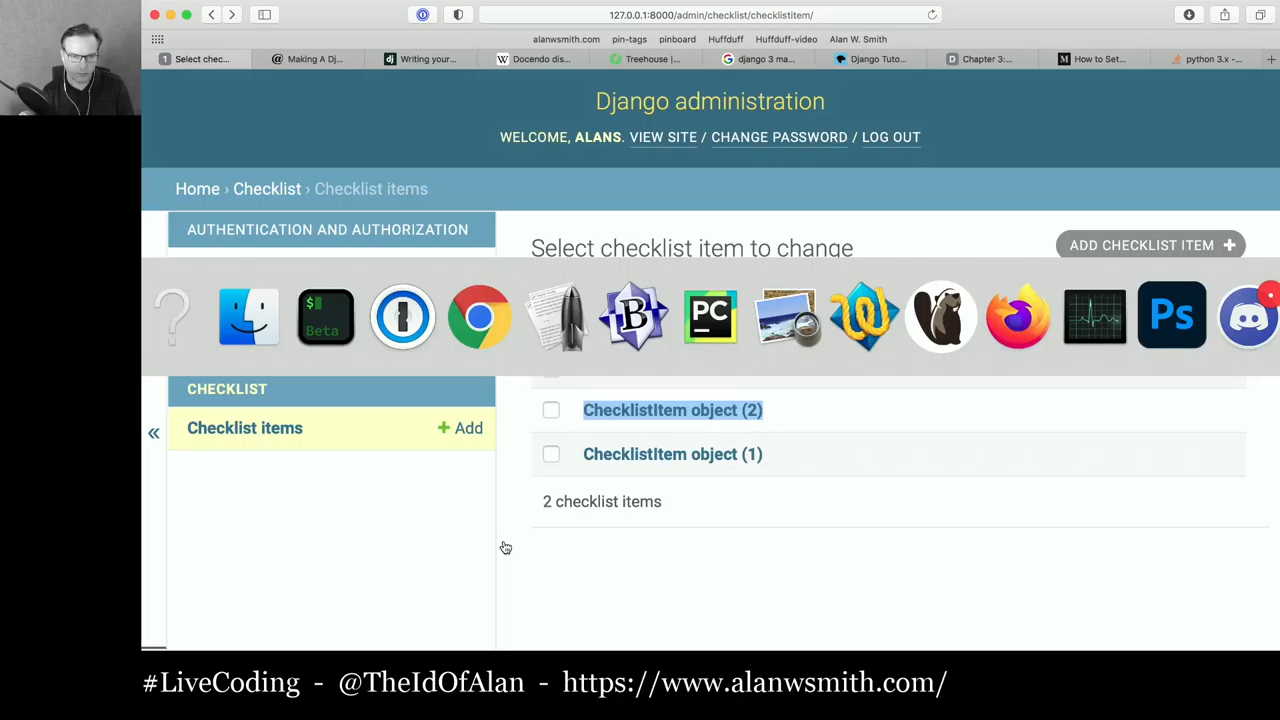 127.0.0.1:8000/admin/checklist/checklistitem/
alanwsmith.com pin-tags pinboard Huffduff Huffduff-video Alan W. Smith
1 Select chec... @ Making A Dj... dj Writing your... W Docendo dis... Treehouse |... G django 3 ma... Django Tuto... D Chapter 3:... M How to Set... python 3.x -...
Django administration
WELCOME, ALANS. VIEW SITE / CHANGE PASSWORD / LOG OUT
Home › Checklist › Checklist items
AUTHENTICATION AND AUTHORIZATION
Select checklist item to change
ADD CHECKLIST ITEM +
$
Beta
B
PC
Ps
CHECKLIST
ChecklistItem object (2)
Checklist items
+ Add
«
ChecklistItem object (1)
2 checklist items
#LiveCoding - @TheIdOfAlan - https://www.alanwsmith.com/